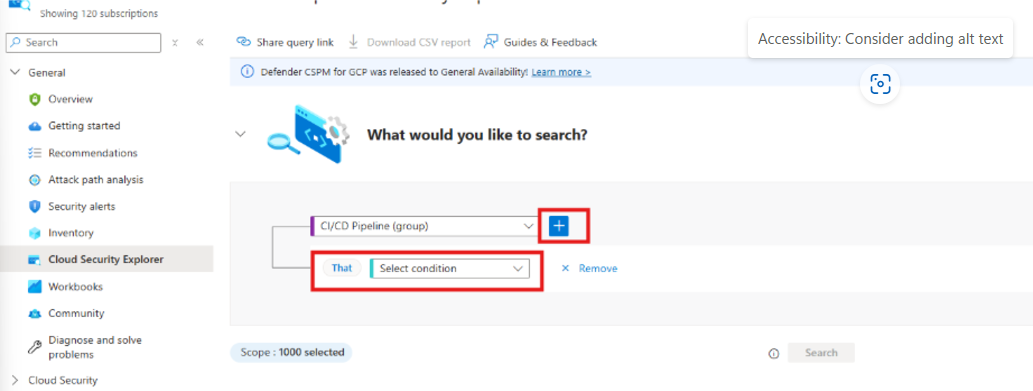 Showing 120 subscriptions
Search
General
Overview
Getting started
Recommendations
Attack path analysis
Security alerts
Inventory
Cloud Security Explorer
Workbooks
Community
Diagnose and solve
problems
Cloud Security
Share query link
Download CSV report
Guides & Feedback
Accessibility: Consider adding alt text
Defender CSPM for GCP was released to General Availability! Learn more >
What would you like to search?
CI/CD Pipeline (group)
That
Select condition
Remove
Scope : 1000 selected
Search